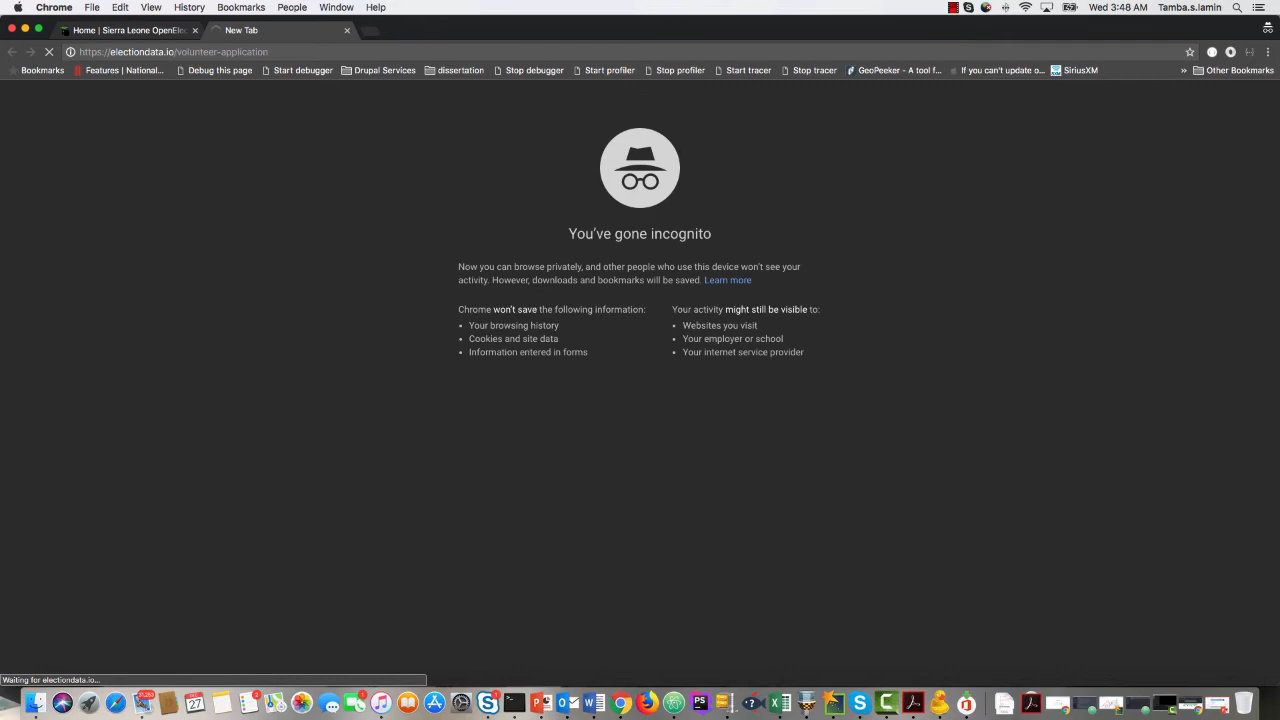 Chrome File Edit View History Bookmarks People Window Help Wed 3:48 AM Tamba.s.lamin
Home | Sierra Leone OpenElec New Tab
https://electiondata.io/volunteer-application
Bookmarks Features | National... Debug this page Start debugger Drupal Services dissertation Stop debugger Start profiler Stop profiler Start tracer Stop tracer GeoPeeker - A tool f... If you can't update o... SiriusXM » Other Bookmarks
You've gone incognito
Now you can browse privately, and other people who use this device won't see your
activity. However, downloads and bookmarks will be saved. Learn more
Chrome won't save the following information:
• Your browsing history
• Cookies and site data
• Information entered in forms
Your activity might still be visible to:
• Websites you visit
• Your employer or school
• Your internet service provider
Waiting for electiondata.io...